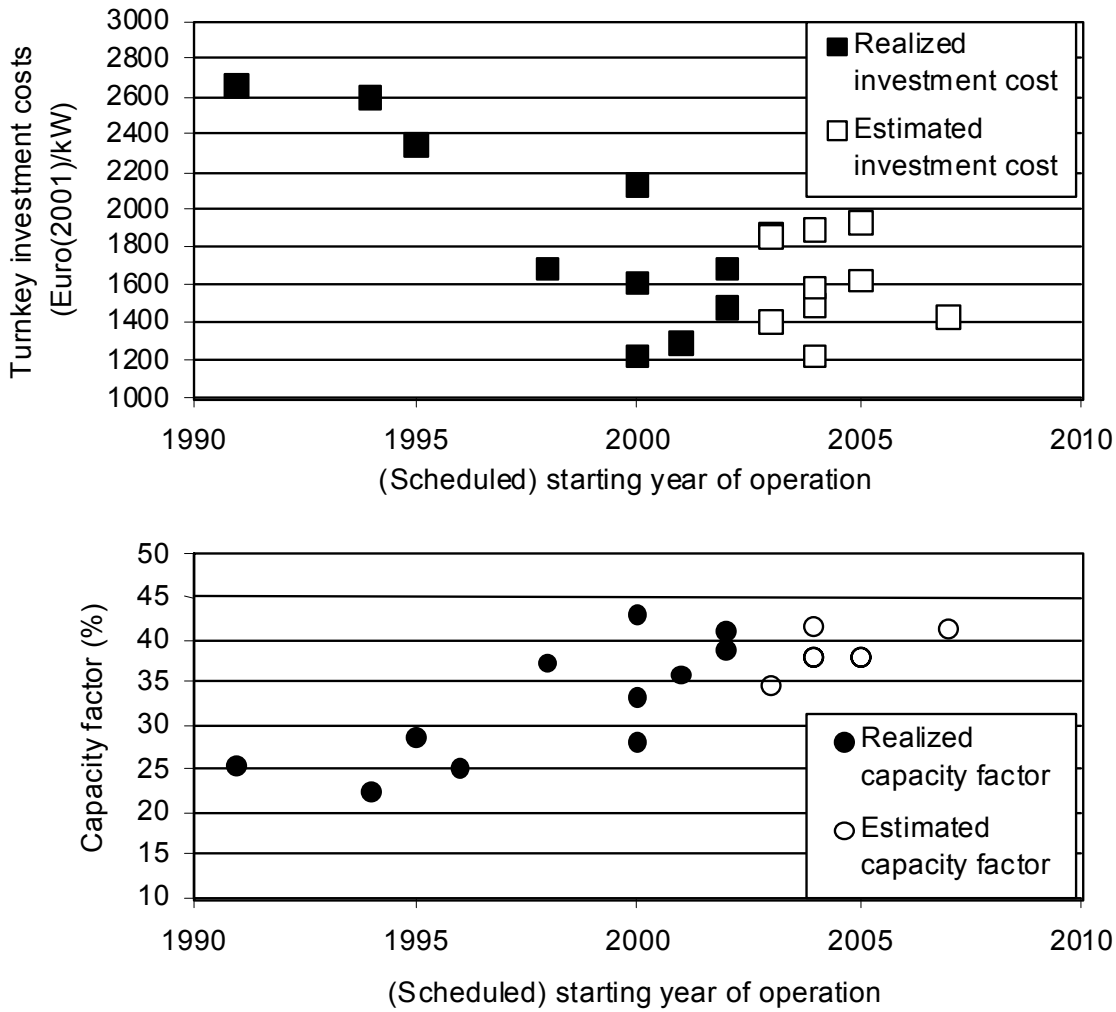 Turnkey investment costs
(Euro(2001)/kW)
3000
2800
2600
2400
2200
2000
1800
1600
1400
1200
1000
Realized
investment cost
Estimated
investment cost
1990 1995 2000 2005 2010
(Scheduled) starting year of operation
Capacity factor (%)
50
45
40
35
30
25
20
15
10
Realized
capacity factor
Estimated
capacity factor
1990 1995 2000 2005 2010
(Scheduled) starting year of operation